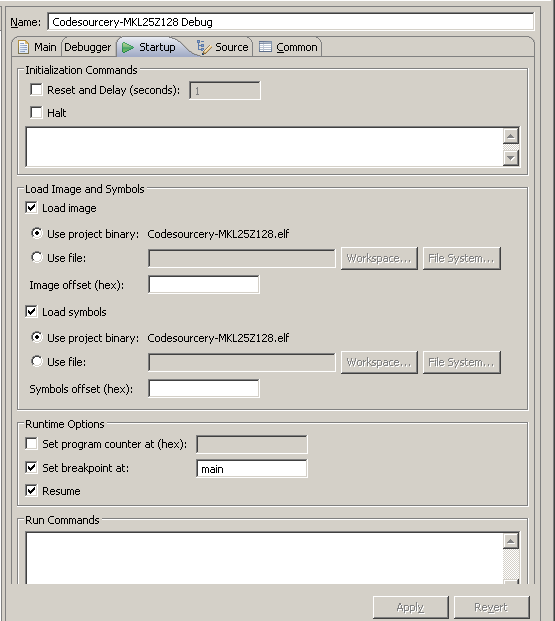 Name: Codesourcery-MKL25Z128 Debug
Main Debugger Startup Source Common
Initialization Commands
Reset and Delay (seconds): 1
Halt
Load Image and Symbols
Load image
Use project binary: Codesourcery-MKL25Z128.elf
Use file: Workspace... File System...
Image offset (hex):
Load symbols
Use project binary: Codesourcery-MKL25Z128.elf
Use file: Workspace... File System...
Symbols offset (hex):
Runtime Options
Set program counter at (hex):
Set breakpoint at: main
Resume
Run Commands
Apply Revert